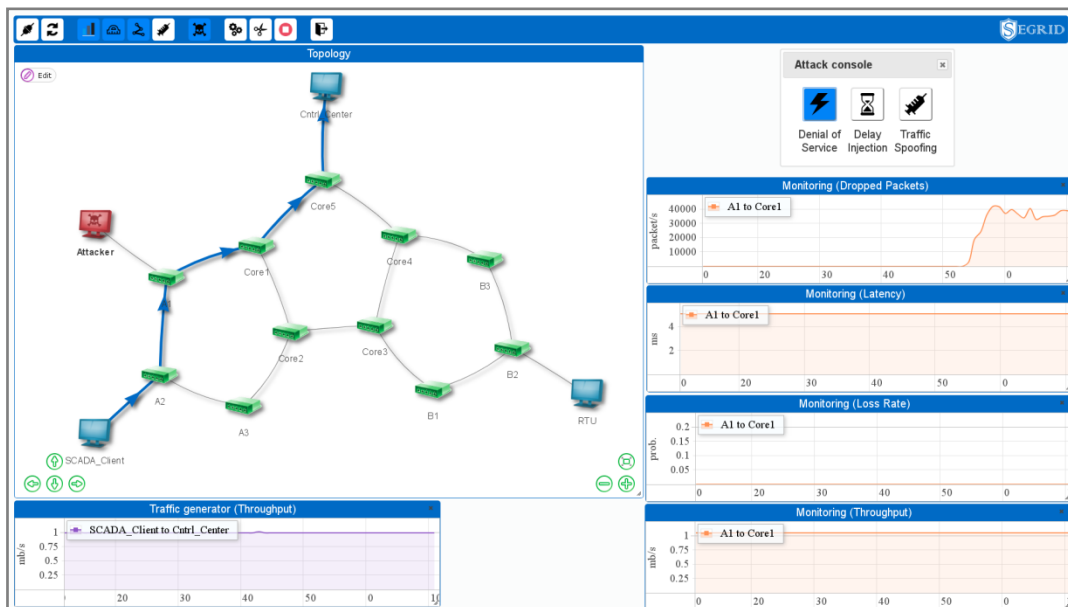 SEGRID
Topology
Edit
Cntrl_Center
Core5
Attacker
Core1
Core4
B3
Core2
Core3
B2
A2
A3
B1
RTU
SCADA_Client
Attack console
Denial of Service
Delay Injection
Traffic Spoofing
Monitoring (Dropped Packets)
A1 to Core1
packet/s
40000
30000
20000
10000
0 20 30 40 50 0
Monitoring (Latency)
A1 to Core1
ms
4
2
0 20 30 40 50 0
Monitoring (Loss Rate)
A1 to Core1
prob.
0.2
0.15
0.1
0.05
0 20 30 40 50 0
Traffic generator (Throughput)
SCADA_Client to Cntrl_Center
mb/s
1
0.75
0.5
0.25
20 30 40 50 0
Monitoring (Throughput)
A1 to Core1
mb/s
1
0.75
0.5
0.25
0 20 30 40 50 0